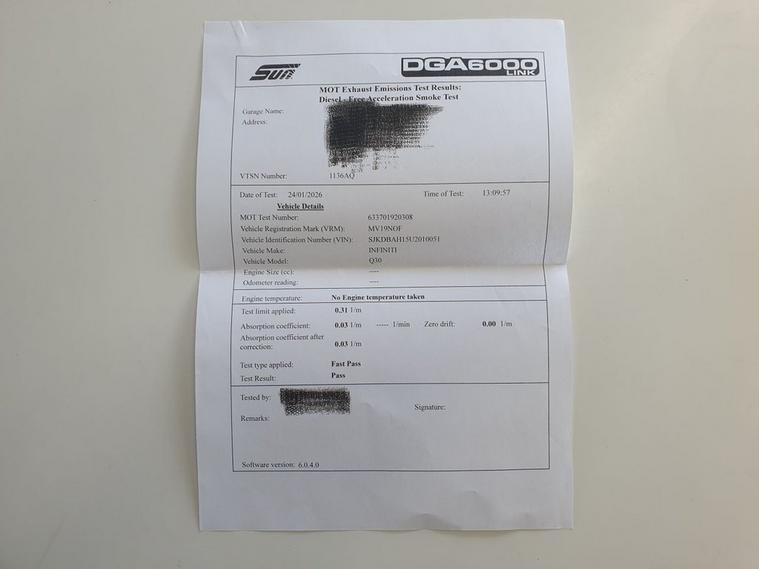 Sun
DGA6000
LINK
MOT Exhaust Emissions Test Results:
Diesel - Free Acceleration Smoke Test
Garage Name:
Address:
VTSN Number: 1136AQ
Date of Test: 24/01/2026 Time of Test: 13:09:57
Vehicle Details
MOT Test Number: 633701920308
Vehicle Registration Mark (VRM): MV19NOF
Vehicle Identification Number (VIN): SJKDBAH15U2010051
Vehicle Make: INFINITI
Vehicle Model: Q30
Engine Size (cc): ----
Odometer reading: ----
Engine temperature: No Engine temperature taken
Test limit applied: 0.31 1/m
Absorption coefficient: 0.03 1/m ----- 1/min Zero drift: 0.00 1/m
Absorption coefficient after
correction: 0.03 1/m
Test type applied: Fast Pass
Test Result: Pass
Tested by:
Signature:
Remarks:
Software version: 6.0.4.0